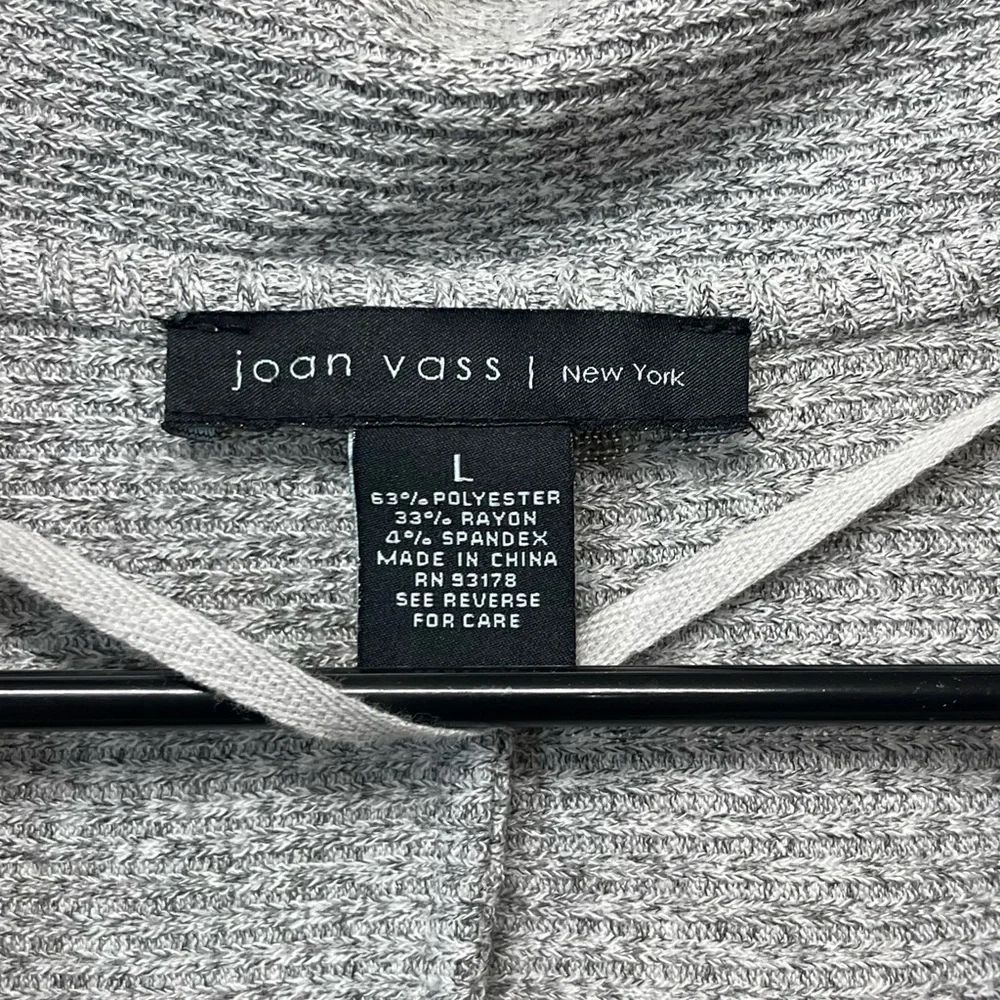 joan vass | New York
L
63% POLYESTER
33% RAYON
4% SPANDEX
MADE IN CHINA
RN 93178
SEE REVERSE
FOR CARE